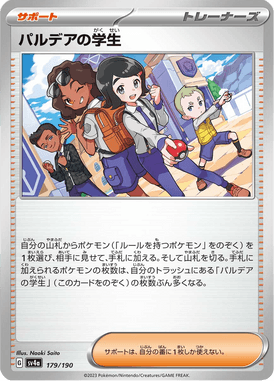 サポート
トレーナーズ
パルデアの学生
がくせい
自分の山札からポケモン(「ルールを持つポケモン」をのぞく)を
1枚選び、相手に見せて、手札に加える。そして山札を切る。手札
に加えられるポケモンの枚数は、自分のトラッシュにある「パルデア
の学生」(このカードをのぞく)の枚数ぶん多くなる。
Illus. Naoki Saito
G sv4a 179/190
サポートは、自分の番に1枚しか使えない。
©2023 Pokémon/Nintendo/Creatures/GAME FREAK.